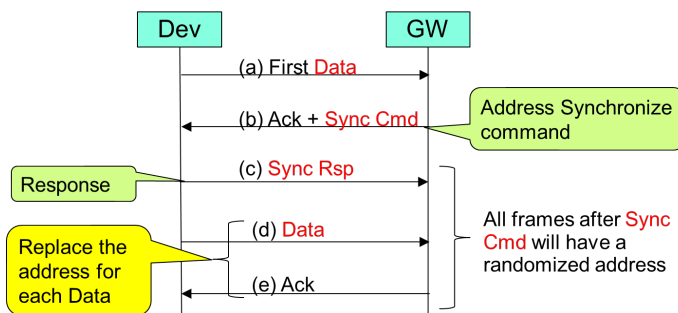 Dev
GW
(a) First Data
(b) Ack + Sync Cmd
Address Synchronize
command
(c) Sync Rsp
Response
(d) Data
Replace the
address for
each Data
(e) Ack
All frames after Sync
Cmd will have a
randomized address